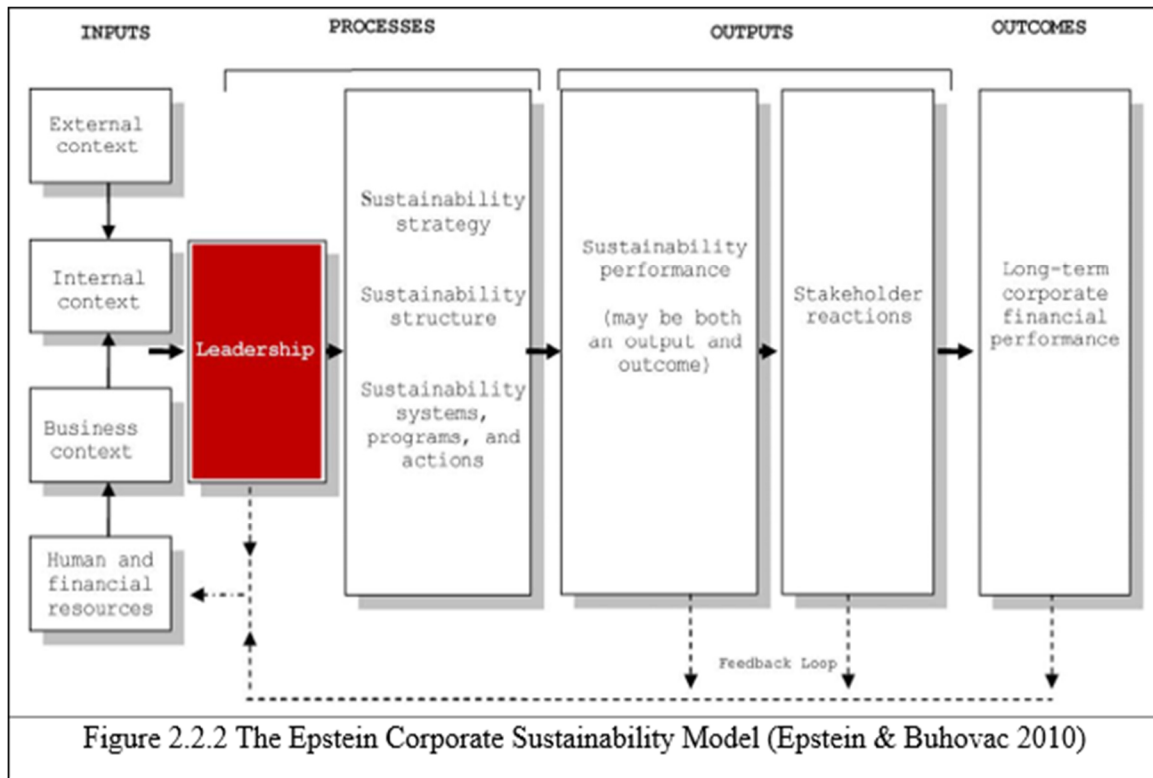 INPUTS
PROCESSES
OUTPUTS
OUTCOMES
External
context
Internal
context
Business
context
Human and
financial
resources
Leadership
Sustainability
strategy
Sustainability
structure
Sustainability
systems,
programs, and
actions
Sustainability
performance
(may be both
an output and
outcome)
Stakeholder
reactions
Long-term
corporate
financial
performance
Feedback Loop
Figure 2.2.2 The Epstein Corporate Sustainability Model (Epstein & Buhovac 2010)